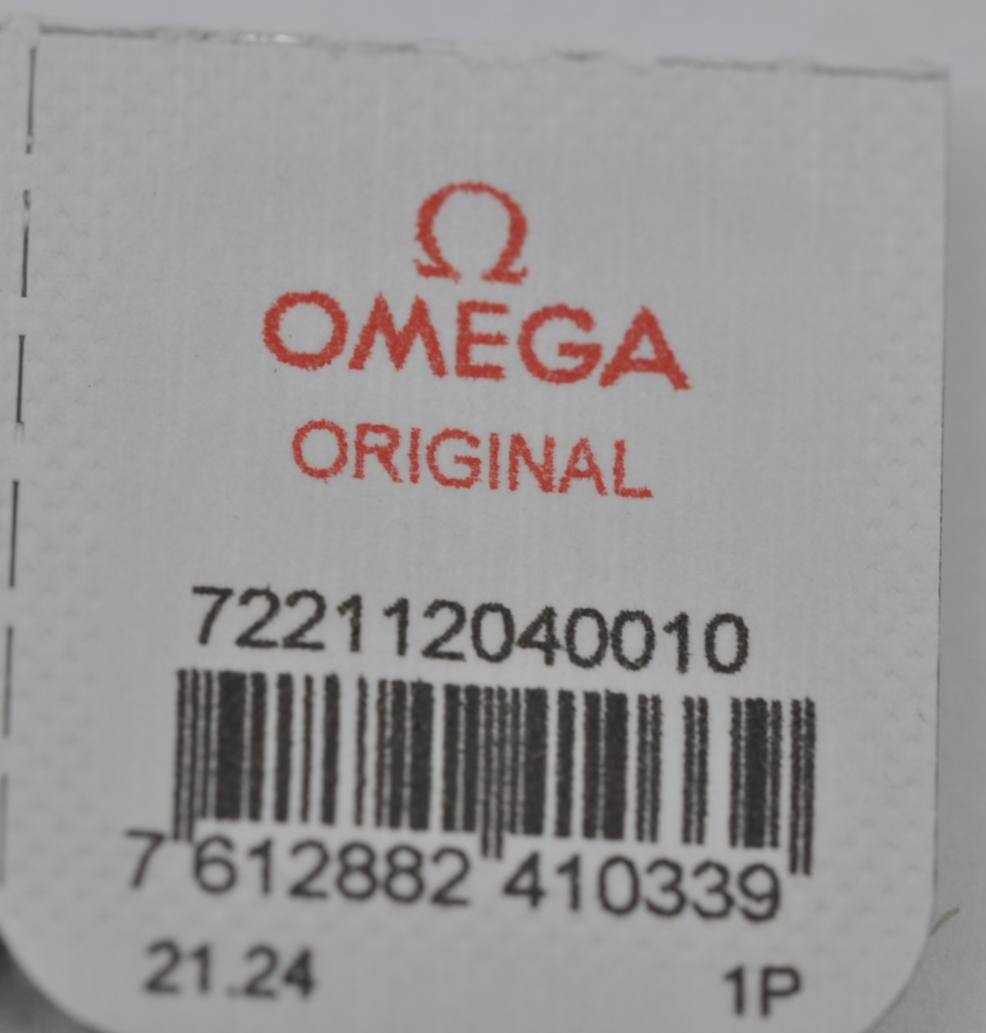 Ω
OMEGA
ORIGINAL
722112040010
7 612882 410339
21.24 1P